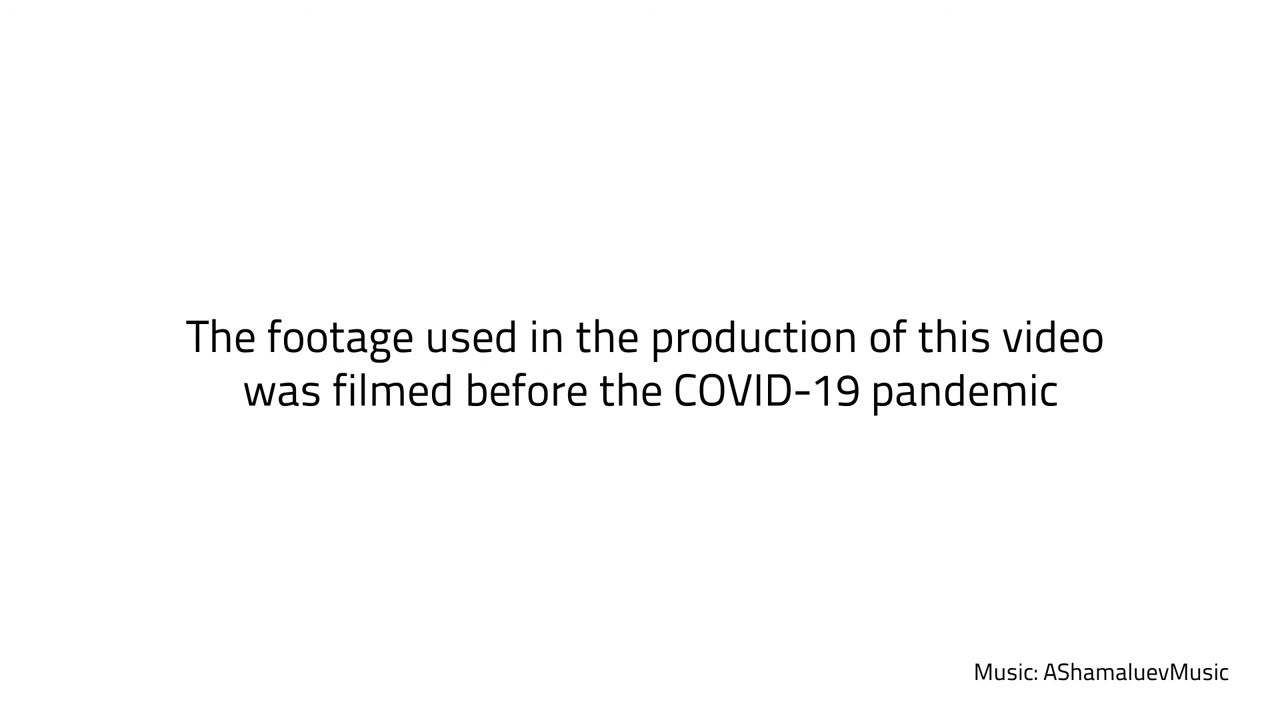 The footage used in the production of this video
was filmed before the COVID-19 pandemic
Music: AShamaluevMusic